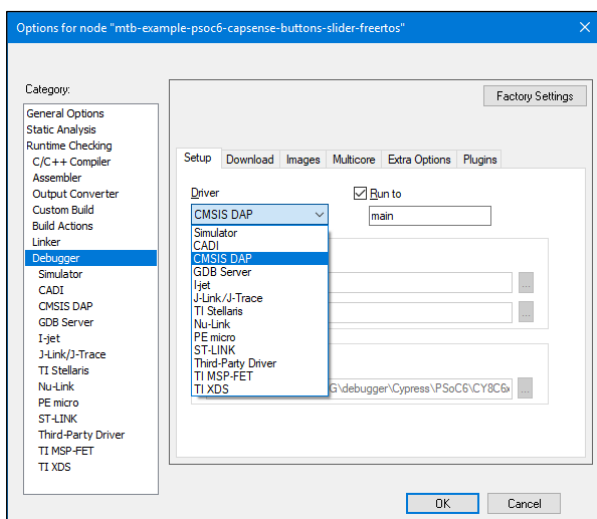 Options for node "mtb-example-psoc6-capsense-buttons-slider-freertos"
Category:
General Options
Static Analysis
Runtime Checking
C/C++ Compiler
Assembler
Output Converter
Custom Build
Build Actions
Linker
Debugger
Simulator
CADI
CMSIS DAP
GDB Server
I-jet
J-Link/J-Trace
TI Stellaris
Nu-Link
PE micro
ST-LINK
Third-Party Driver
TI MSP-FET
TI XDS
Factory Settings
Setup Download Images Multicore Extra Options Plugins
Driver
CMSIS DAP
Simulator
CADI
CMSIS DAP
GDB Server
I-jet
J-Link/J-Trace
TI Stellaris
Nu-Link
PE micro
ST-LINK
Third-Party Driver
TI MSP-FET
TI XDS
Run to
main
...
...
G\debugger\Cypress\PSoC6\CY8C6
...
OK Cancel